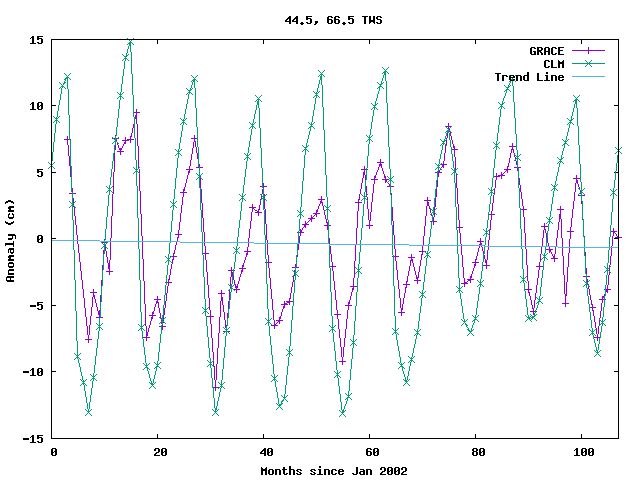 44.5, 66.5 TWS
GRACE
CLM
Trend Line
15
10
5
0
-5
-10
-15
Anomaly (cm)
0 20 40 60 80 100
Months since Jan 2002